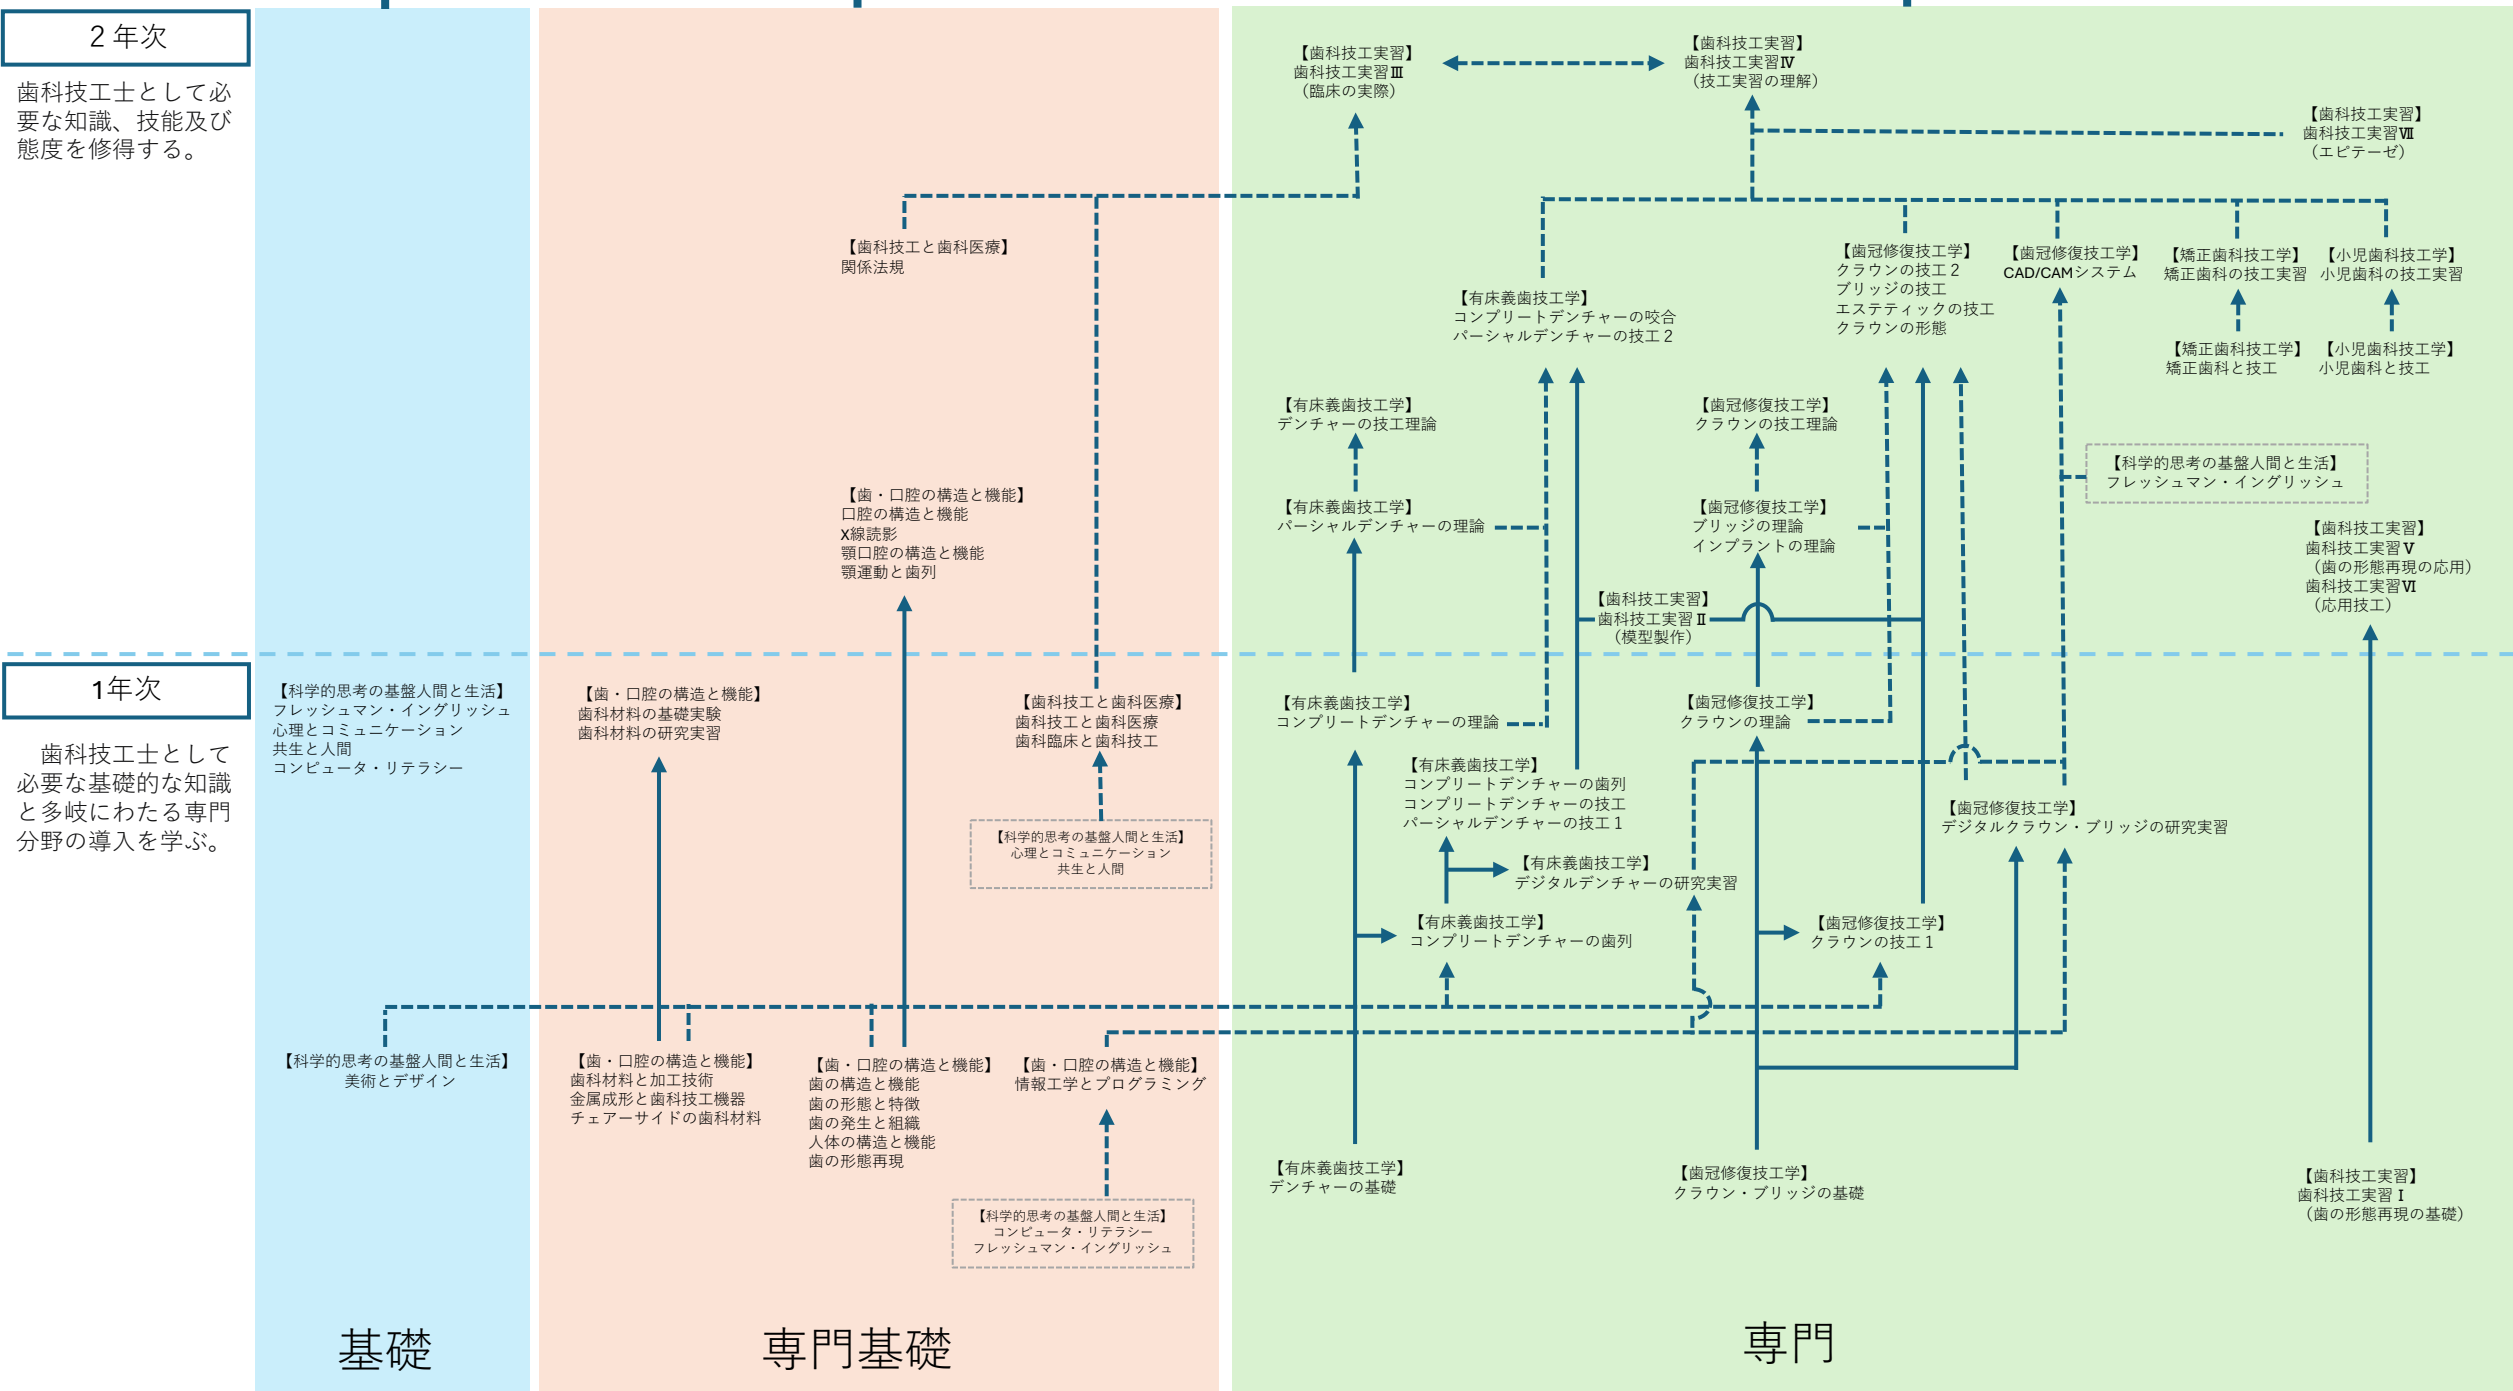 2年次
歯科技工士として必
要な知識、技能及び
態度を修得する。
【歯科技工実習】
歯科技工実習Ⅲ
（臨床の実際）
【歯科技工実習】
歯科技工実習Ⅳ
（技工実習の理解）
【歯科技工実習】
歯科技工実習Ⅶ
（エピテーゼ）
【歯科技工と歯科医療】
関係法規
【有床義歯技工学】
コンプリートデンチャーの咬合
パーシャルデンチャーの技工2
【歯冠修復技工学】
クラウンの技工2
ブリッジの技工
エステティックの技工
クラウンの形態
【歯冠修復技工学】
CAD/CAMシステム
【矯正歯科技工学】
矯正歯科の技工実習
【小児歯科技工学】
小児歯科の技工実習
【矯正歯科技工学】
矯正歯科と技工
【小児歯科技工学】
小児歯科と技工
【有床義歯技工学】
デンチャーの技工理論
【歯冠修復技工学】
クラウンの技工理論
【科学的思考の基盤人間と生活】
フレッシュマン・イングリッシュ
【歯・口腔の構造と機能】
口腔の構造と機能
X線読影
顎口腔の構造と機能
顎運動と歯列
【有床義歯技工学】
パーシャルデンチャーの理論
【歯冠修復技工学】
ブリッジの理論
インプラントの理論
【歯科技工実習】
歯科技工実習Ⅴ
（歯の形態再現の応用）
歯科技工実習Ⅵ
（応用技工）
【歯科技工実習】
歯科技工実習Ⅱ
（模型製作）
1年次
歯科技工士として
必要な基礎的な知識
と多岐にわたる専門
分野の導入を学ぶ。
【科学的思考の基盤人間と生活】
フレッシュマン・イングリッシュ
心理とコミュニケーション
共生と人間
コンピュータ・リテラシー
【歯・口腔の構造と機能】
歯科材料の基礎実験
歯科材料の研究実習
【歯科技工と歯科医療】
歯科技工と歯科医療
歯科臨床と歯科技工
【科学的思考の基盤人間と生活】
心理とコミュニケーション
共生と人間
【有床義歯技工学】
コンプリートデンチャーの理論
【歯冠修復技工学】
クラウンの理論
【有床義歯技工学】
コンプリートデンチャーの歯列
コンプリートデンチャーの技工
パーシャルデンチャーの技工1
【歯冠修復技工学】
デジタルクラウン・ブリッジの研究実習
【有床義歯技工学】
デジタルデンチャーの研究実習
【有床義歯技工学】
コンプリートデンチャーの歯列
【歯冠修復技工学】
クラウンの技工1
【科学的思考の基盤人間と生活】
美術とデザイン
【歯・口腔の構造と機能】
歯科材料と加工技術
金属成形と歯科技工機器
チェアーサイドの歯科材料
【歯・口腔の構造と機能】
歯の構造と機能
歯の形態と特徴
歯の発生と組織
人体の構造と機能
歯の形態再現
【歯・口腔の構造と機能】
情報工学とプログラミング
【科学的思考の基盤人間と生活】
コンピュータ・リテラシー
フレッシュマン・イングリッシュ
【有床義歯技工学】
デンチャーの基礎
【歯冠修復技工学】
クラウン・ブリッジの基礎
【歯科技工実習】
歯科技工実習Ⅰ
（歯の形態再現の基礎）
基礎
専門基礎
専門